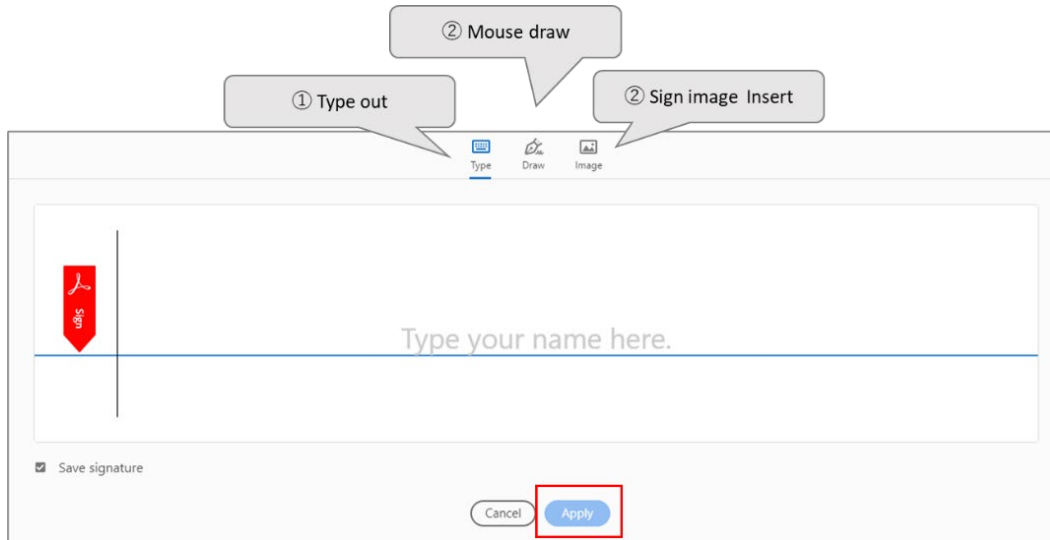 ② Mouse draw
① Type out
② Sign image Insert
Type
Draw
Image
Sign
Type your name here.
Save signature
Cancel
Apply